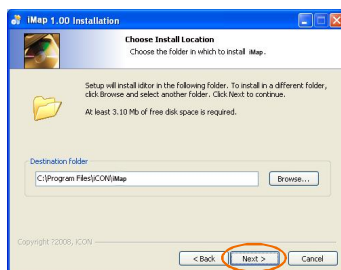 iMap 1.00 Installation
Choose Install Location
Choose the folder in which to install iMap.
Setup will install iditor in the following folder. To install in a different folder,
click Browse and select another folder. Click Next to continue.
At least 3.10 Mb of free disk space is required.
Destination folder
C:\Program Files\iCON\iMap
Browse...
Copyright ?2008, iCON
< Back
Next >
Cancel